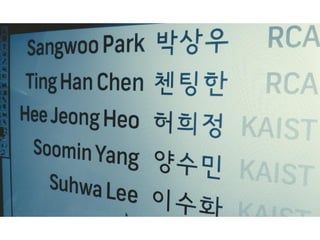 Sangwoo Park 박상우 RCA
Ting Han Chen 첸팅한 RCA
Hee Jeong Heo 허희정 KAIST
Soomin Yang 양수민 KAIST
Suhwa Lee 이수화 KAIST